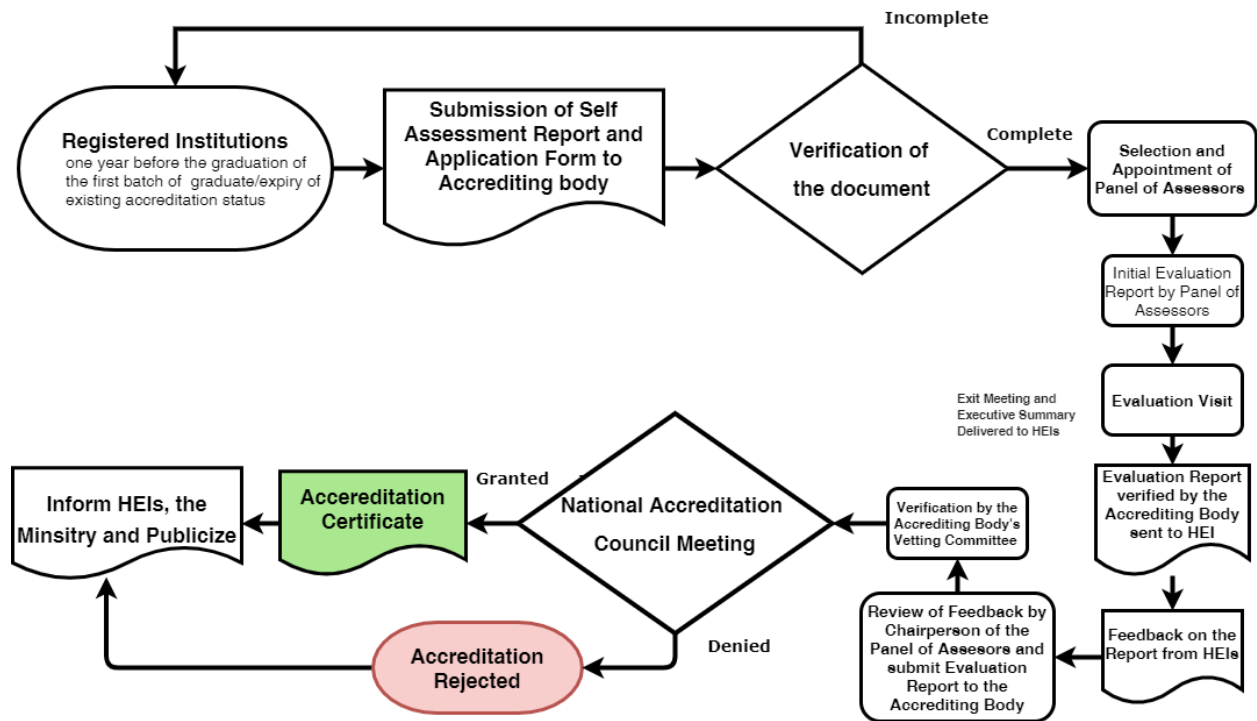 Incomplete
Registered Institutions
one year before the graduation of
the first batch of graduate/expiry of
existing accreditation status
Submission of Self
Assessment Report and
Application Form to
Accrediting body
Verification of
the document
Complete
Selection and
Appointment of
Panel of Assessors
Initial Evaluation
Report by Panel of
Assessors
Evaluation Visit
Exit Meeting and
Executive Summary
Delivered to HEIs
Evaluation Report
verified by the
Accrediting Body
sent to HEI
Feedback on the
Report from HEIs
Review of Feedback by
Chairperson of the
Panel of Assesors and
submit Evaluation
Report to the
Accrediting Body
Verification by the
Accrediting Body's
Vetting Committee
National Accreditation
Council Meeting
Granted
Accereditation
Certificate
Inform HEIs, the
Minsitry and Publicize
Denied
Accreditation
Rejected